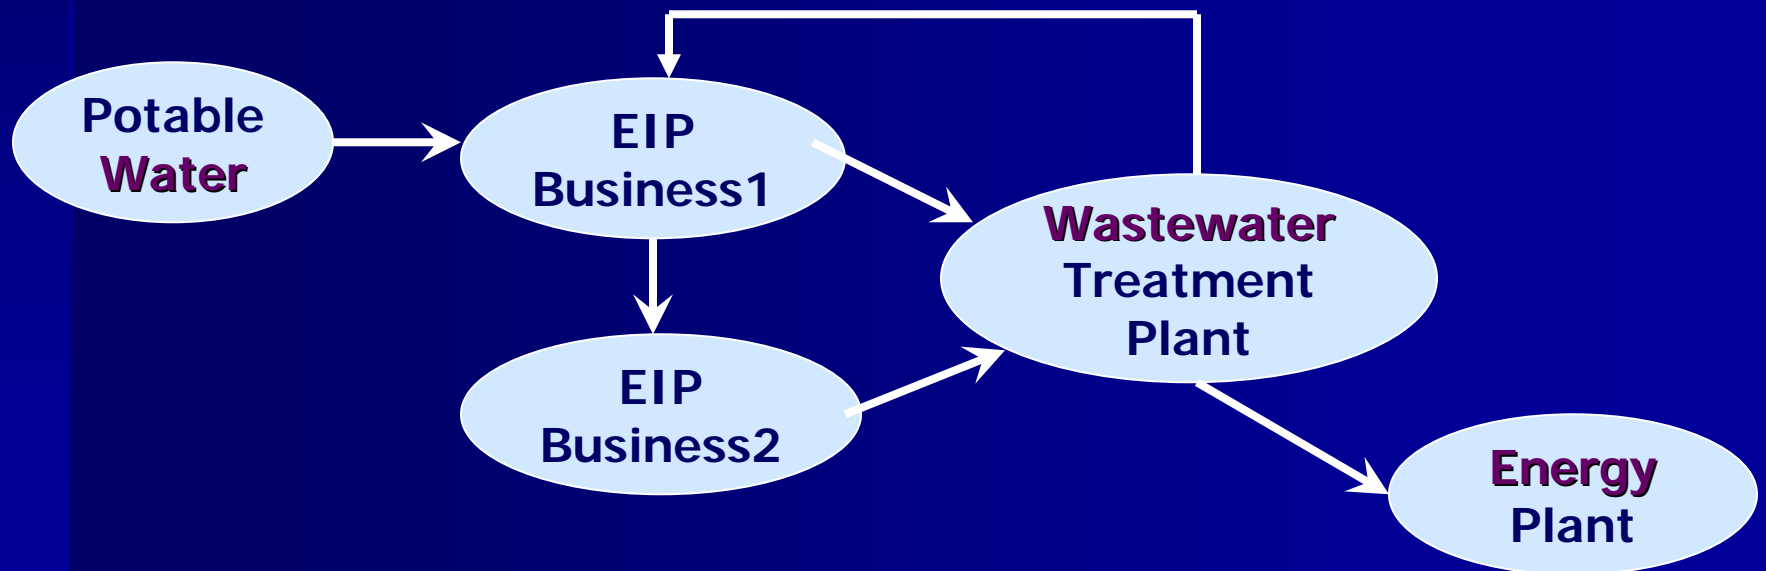 Potable
Water
EIP
Business1
Wastewater
Treatment
Plant
EIP
Business2
Energy
Plant